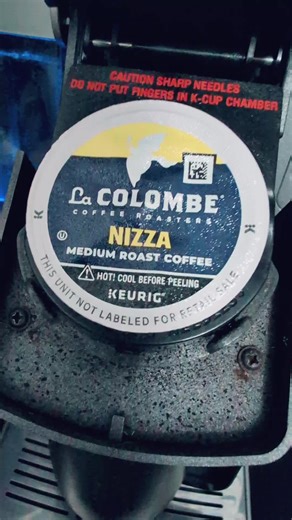 CAUTION SHARP NEEDLES
DO NOT PUT FINGERS IN K-CUP CHAMBER
La COLOMBE
COFFEE ROASTERS
NIZZA
MEDIUM ROAST COFFEE
HOT! COOL BEFORE PEELING
KEURIG
THIS UNIT NOT LABELED FOR RETAIL SALE
K
K
U